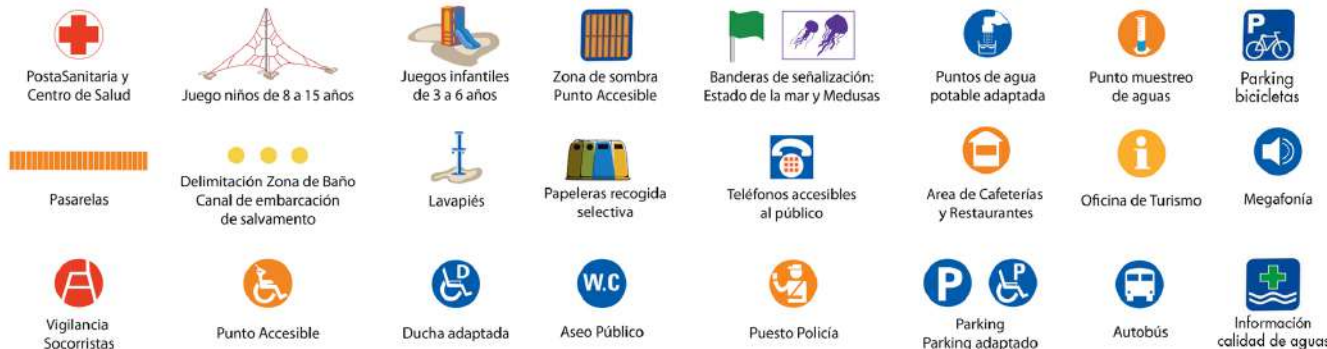 PostaSanitaria y
Centro de Salud
Juego niños de 8 a 15 años
Juegos infantiles
de 3 a 6 años
Zona de sombra
Punto Accesible
Banderas de señalización:
Estado de la mar y Medusas
Puntos de agua
potable adaptada
Punto muestreo
de aguas
P
Parking
bicicletas
Pasarelas
Delimitación Zona de Baño
Canal de embarcación
de salvamento
Lavapiés
Papeleras recogida
selectiva
Teléfonos accesibles
al público
Area de Cafeterías
y Restaurantes
i
Oficina de Turismo
Megafonía
Vigilancia
Socorristas
Punto Accesible
D
Ducha adaptada
W.C
Aseo Público
Puesto Policía
P
P
Parking
Parking adaptado
Autobús
Información
calidad de aguas